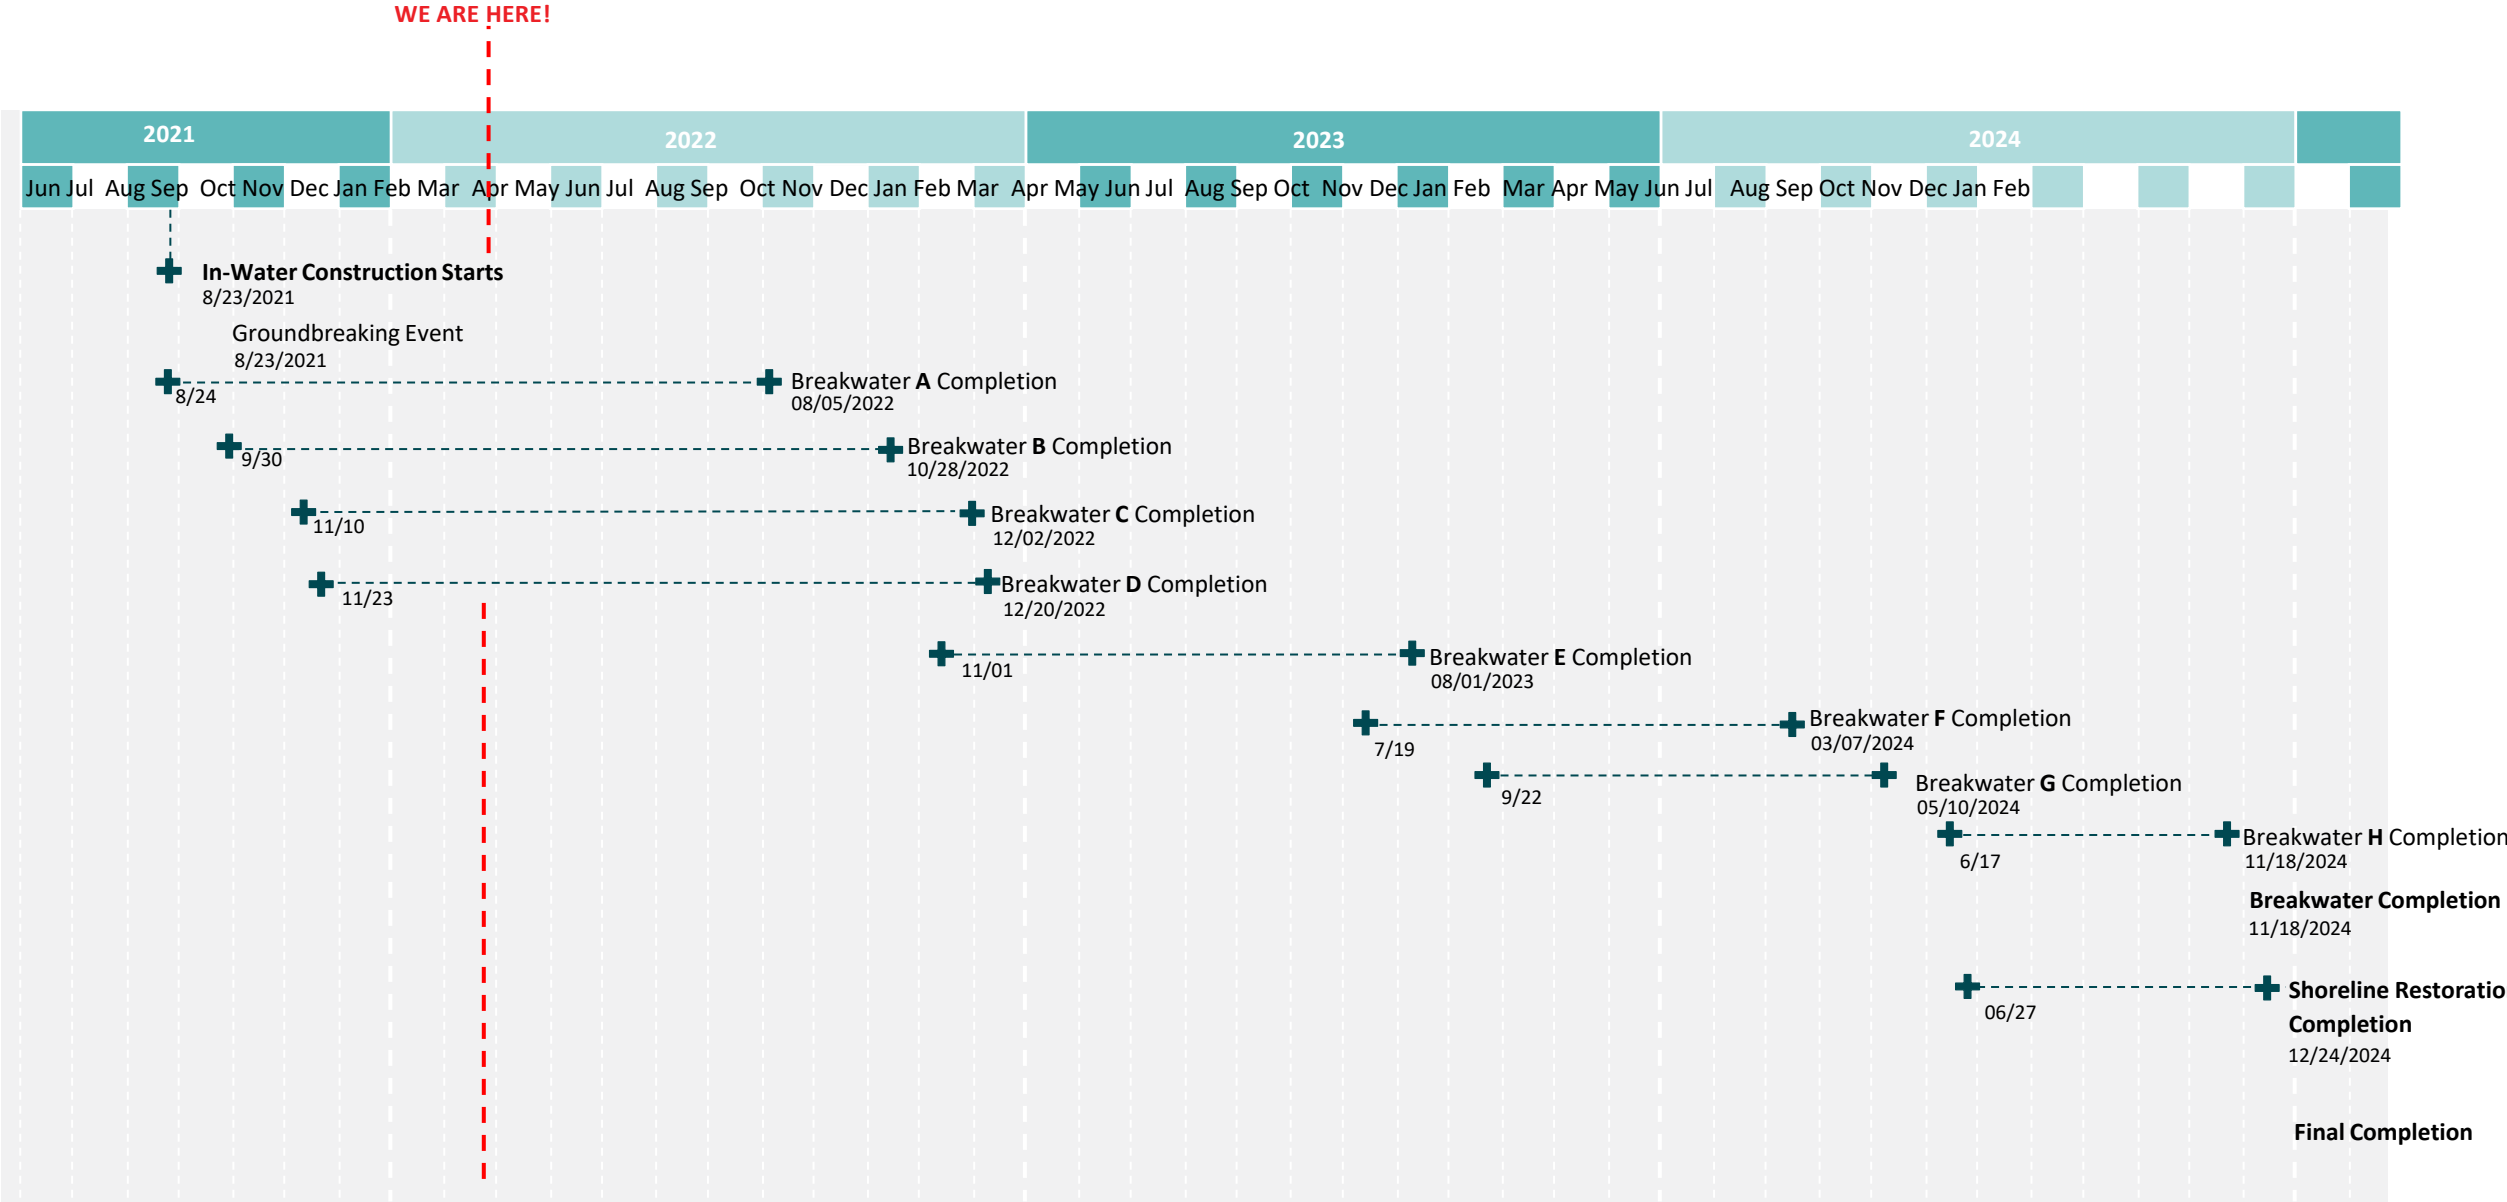 WE ARE HERE!
2021 2022 2023 2024
Jun Jul Aug Sep Oct Nov Dec Jan Feb Mar Apr May Jun Jul Aug Sep Oct Nov Dec Jan Feb Mar Apr May Jun Jul Aug Sep Oct Nov Dec Jan Feb Mar Apr May Jun Jul Aug Sep Oct Nov Dec Jan Feb
In-Water Construction Starts
8/23/2021
Groundbreaking Event
8/23/2021
Breakwater A Completion
8/24
08/05/2022
Breakwater B Completion
9/30
10/28/2022
Breakwater C Completion
11/10
12/02/2022
Breakwater D Completion
11/23
12/20/2022
Breakwater E Completion
11/01
08/01/2023
Breakwater F Completion
7/19
03/07/2024
Breakwater G Completion
9/22
05/10/2024
Breakwater H Completion
6/17
11/18/2024
Breakwater Completion
11/18/2024
Shoreline Restoratio
06/27
Completion
12/24/2024
Final Completion